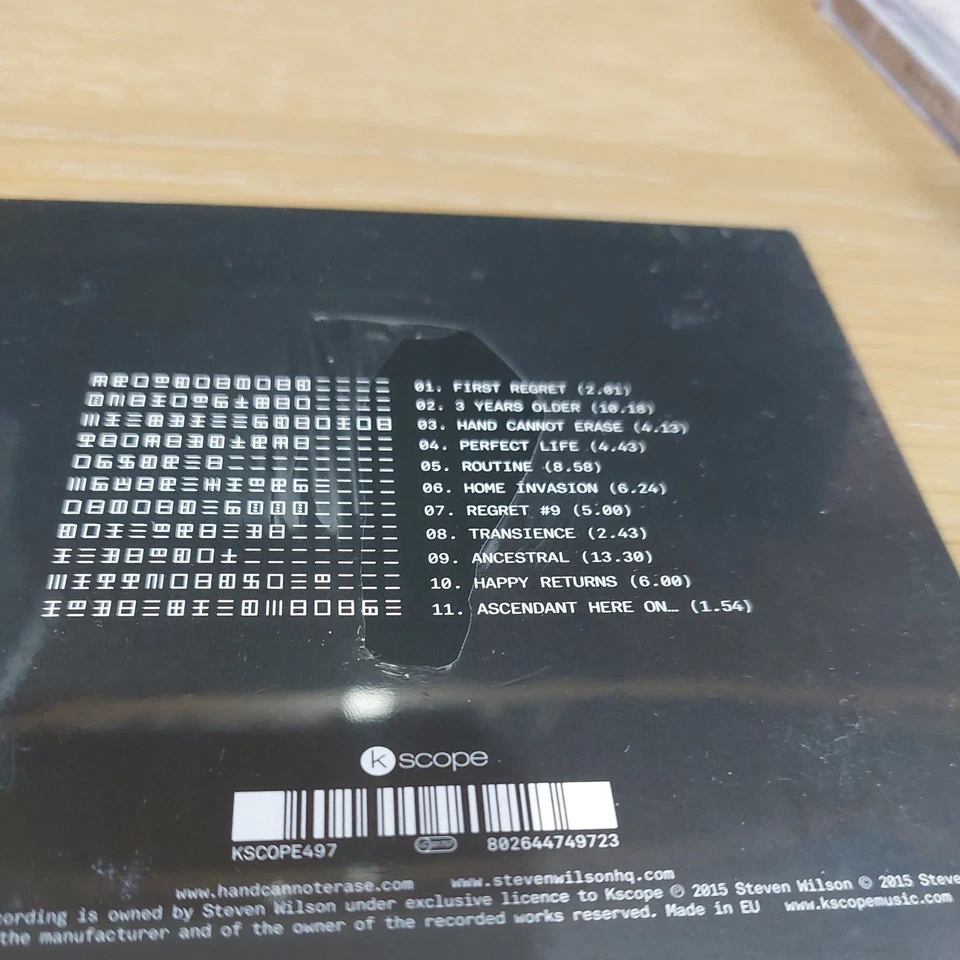 01. FIRST REGRET (2.01)
02. 3 YEARS OLDER (10.18)
03. HAND CANNOT ERASE (4.13)
04. PERFECT LIFE (4.43)
05. ROUTINE (8.58)
06. HOME INVASION (6.24)
07. REGRET #9 (5.00)
08. TRANSIENCE (2.43)
09. ANCESTRAL (13.30)
10. HAPPY RETURNS (6.00)
11. ASCENDANT HERE ON… (1.54)
kscope
KSCOPE497 802644749723
www.handcannoterase.com www.stevenwilsonhq.com
cording is owned by Steven Wilson under exclusive licence to Kscope ℗ 2015 Steven Wilson © 2015 Steve
the manufacturer and of the owner of the recorded works reserved. Made in EU www.kscopemusic.com